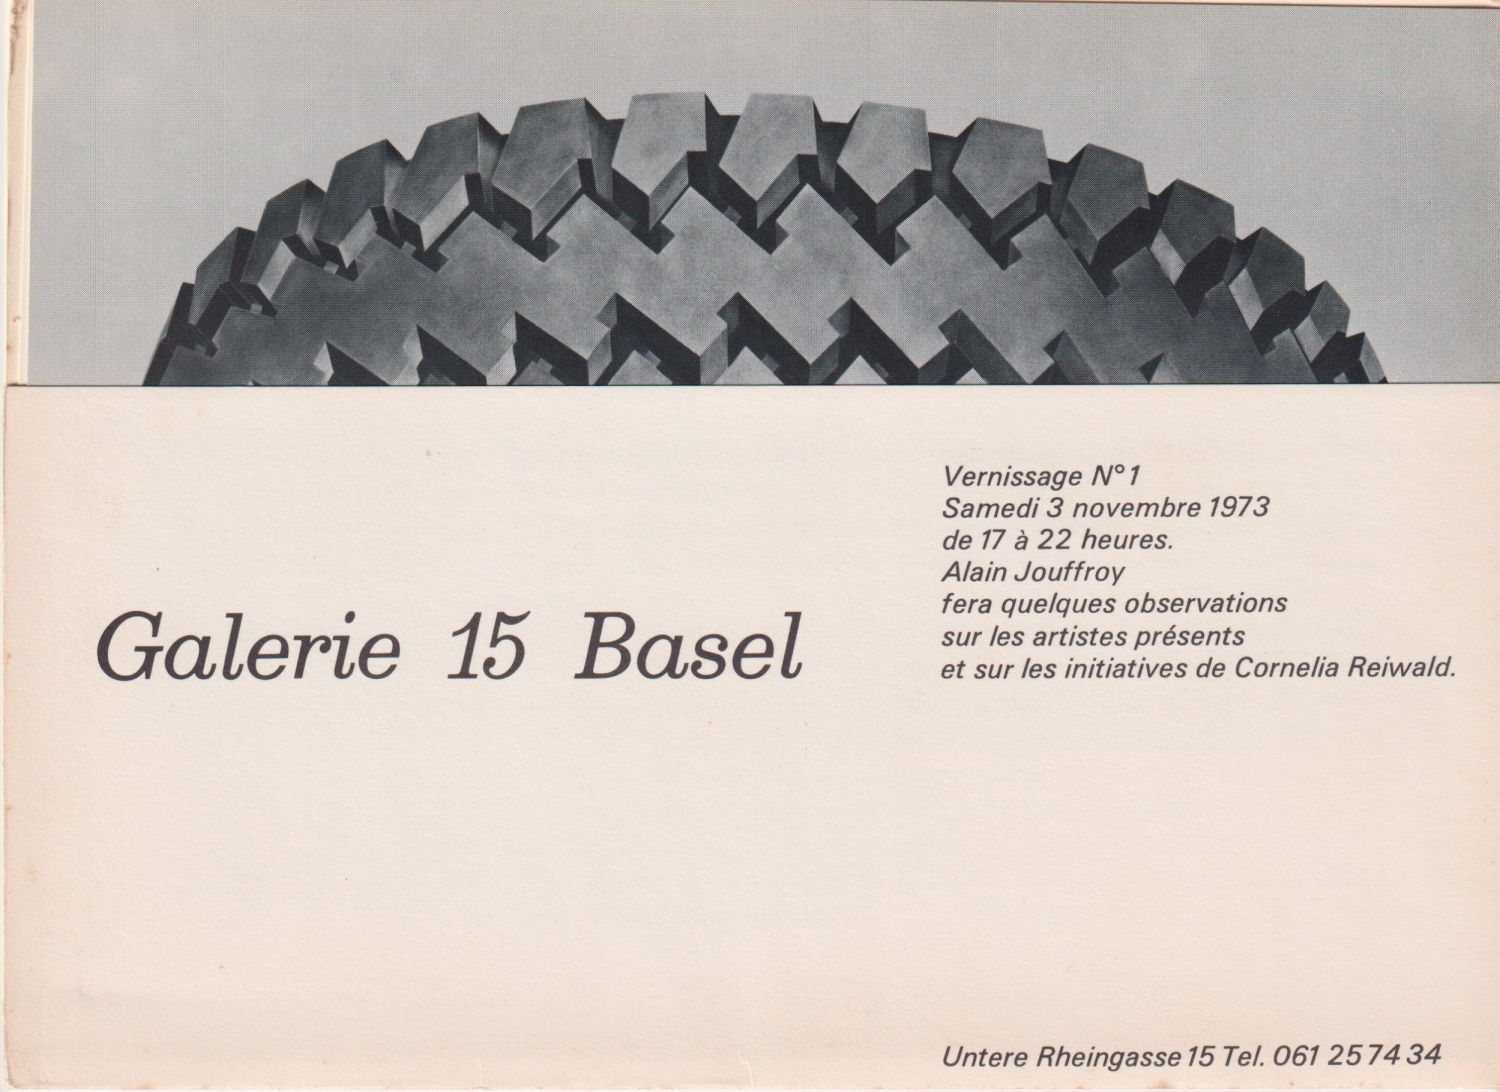 Vernissage N° 1
Samedi 3 novembre 1973
de 17 à 22 heures.
Alain Jouffroy
fera quelques observations
sur les artistes présents
et sur les initiatives de Cornelia Reiwald.
Galerie 15 Basel
Untere Rheingasse 15 Tel. 061 25 74 34